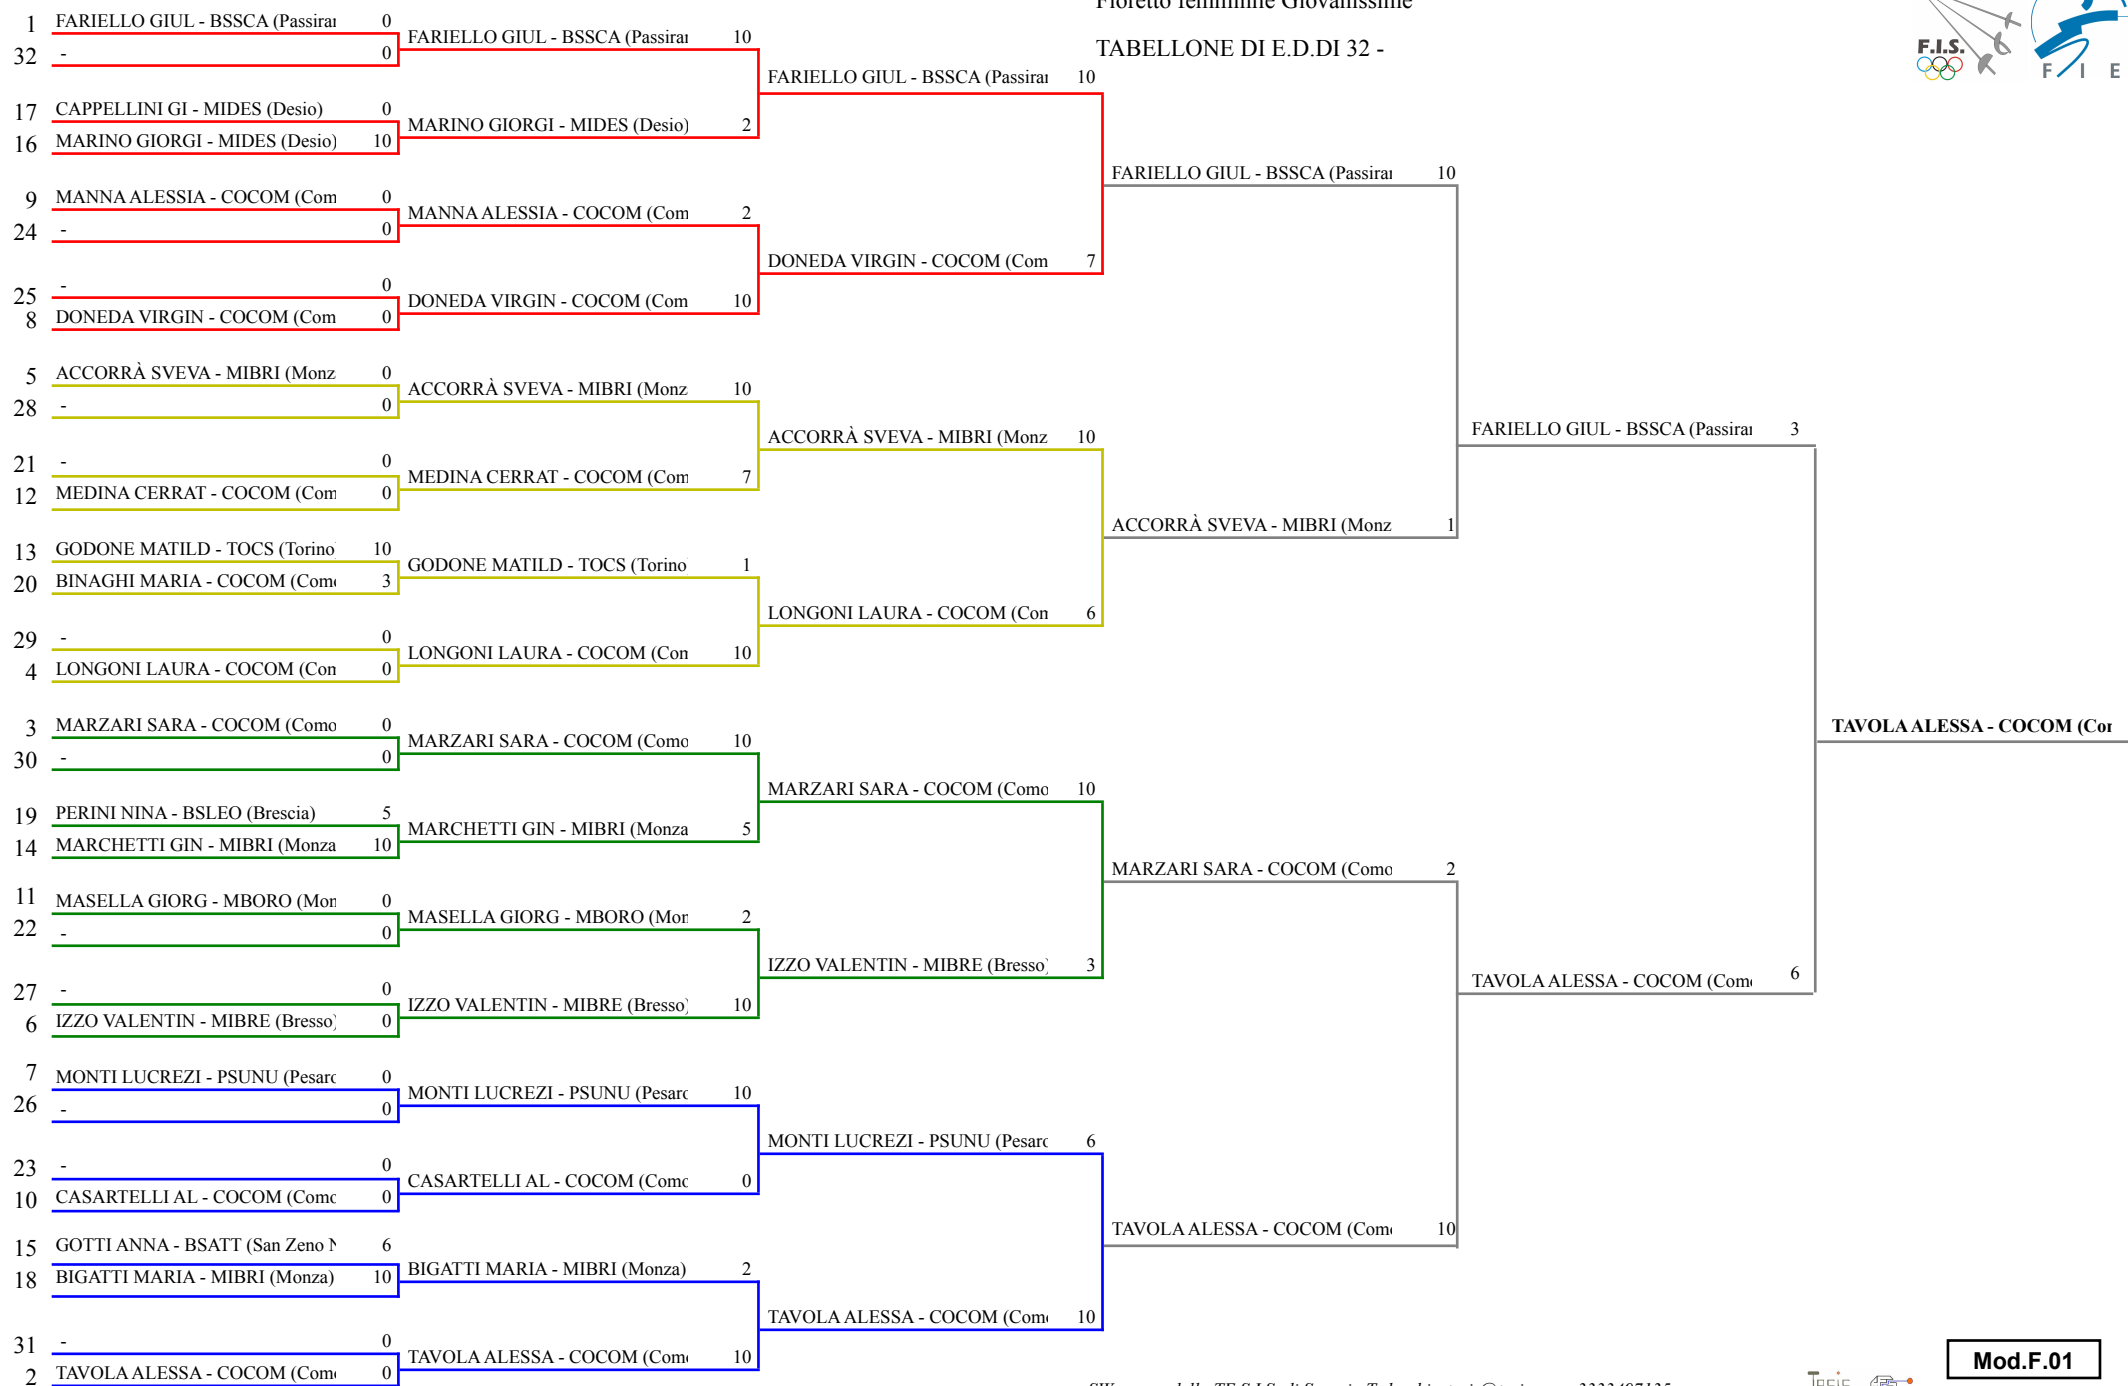 Fioretto femminile Giovanissime
TABELLONE DI E.D.DI 32 -
F.I.S.
F I E
1 FARIELLO GIUL - BSSCA (Passirar 0
32 - 0
17 CAPPELLINI GI - MIDES (Desio) 0
16 MARINO GIORGI - MIDES (Desio) 10
9 MANNA ALESSIA - COCOM (Com 0
24 - 0
25 - 0
8 DONEDA VIRGIN - COCOM (Com 0
5 ACCORRÀ SVEVA - MIBRI (Monz 0
28 - 0
21 - 0
12 MEDINA CERRAT - COCOM (Com 0
13 GODONE MATILD - TOCS (Torino 10
20 BINAGHI MARIA - COCOM (Como 3
29 - 0
4 LONGONI LAURA - COCOM (Con 0
3 MARZARI SARA - COCOM (Como 0
30 - 0
19 PERINI NINA - BSLEO (Brescia) 5
14 MARCHETTI GIN - MIBRI (Monza 10
11 MASELLA GIORG - MBORO (Mon 0
22 - 0
27 - 0
6 IZZO VALENTIN - MIBRE (Bresso) 0
7 MONTI LUCREZI - PSUNU (Pesaro 0
26 - 0
23 - 0
10 CASARTELLI AL - COCOM (Como 0
15 GOTTI ANNA - BSATT (San Zeno N 6
18 BIGATTI MARIA - MIBRI (Monza) 10
31 - 0
2 TAVOLA ALESSA - COCOM (Como 0
FARIELLO GIUL - BSSCA (Passirar 10
MARINO GIORGI - MIDES (Desio) 2
MANNA ALESSIA - COCOM (Com 2
DONEDA VIRGIN - COCOM (Com 10
ACCORRÀ SVEVA - MIBRI (Monz 10
MEDINA CERRAT - COCOM (Com 7
GODONE MATILD - TOCS (Torino 1
LONGONI LAURA - COCOM (Con 10
MARZARI SARA - COCOM (Como 10
MARCHETTI GIN - MIBRI (Monza 5
MASELLA GIORG - MBORO (Mon 2
IZZO VALENTIN - MIBRE (Bresso) 10
MONTI LUCREZI - PSUNU (Pesaro 10
CASARTELLI AL - COCOM (Como 0
BIGATTI MARIA - MIBRI (Monza) 2
TAVOLA ALESSA - COCOM (Como 10
FARIELLO GIUL - BSSCA (Passirar 10
DONEDA VIRGIN - COCOM (Com 7
ACCORRÀ SVEVA - MIBRI (Monz 10
LONGONI LAURA - COCOM (Con 6
MARZARI SARA - COCOM (Como 10
IZZO VALENTIN - MIBRE (Bresso) 3
MONTI LUCREZI - PSUNU (Pesaro 6
TAVOLA ALESSA - COCOM (Como 10
FARIELLO GIUL - BSSCA (Passirar 10
ACCORRÀ SVEVA - MIBRI (Monz 1
MARZARI SARA - COCOM (Como 2
TAVOLA ALESSA - COCOM (Como 10
FARIELLO GIUL - BSSCA (Passirar 3
TAVOLA ALESSA - COCOM (Como 6
TAVOLA ALESSA - COCOM (Cor
Mod.F.01